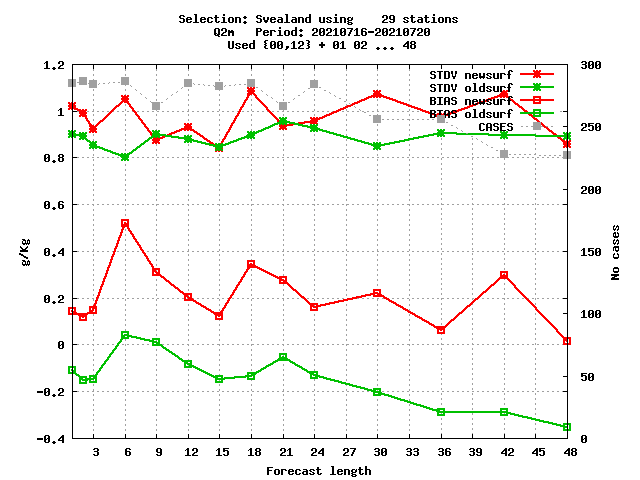 Selection: Svealand using    29 stations
Q2m   Period: 20210716-20210720
Used {00,12} + 01 02 ... 48
STDV newsurf
STDV oldsurf
BIAS newsurf
BIAS oldsurf
CASES
g/Kg
1,2
1
0,8
0,6
0,4
0,2
0
-0,2
-0,4
300
250
200
150
100
50
0
No cases
3 6 9 12 15 18 21 24 27 30 33 36 39 42 45 48
Forecast length